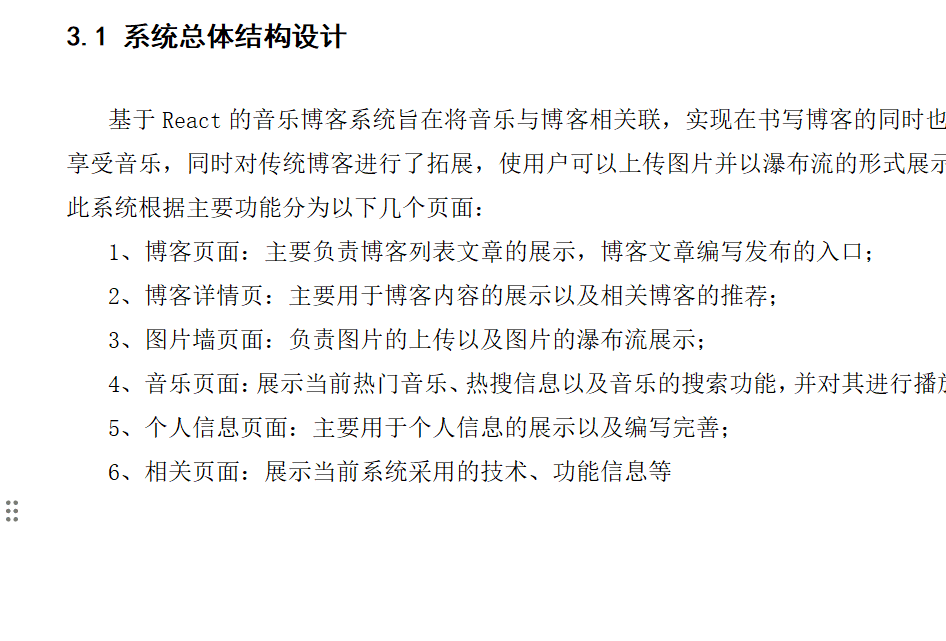 3.1 系统总体结构设计
基于 React 的音乐博客系统旨在将音乐与博客相关联，实现在书写博客的同时也
享受音乐，同时对传统博客进行了拓展，使用户可以上传图片并以瀑布流的形式展示
此系统根据主要功能分为以下几个页面：
1、博客页面：主要负责博客列表文章的展示，博客文章编写发布的入口；
2、博客详情页：主要用于博客内容的展示以及相关博客的推荐；
3、图片墙页面：负责图片的上传以及图片的瀑布流展示；
4、音乐页面：展示当前热门音乐、热搜信息以及音乐的搜索功能，并对其进行播放
5、个人信息页面：主要用于个人信息的展示以及编写完善；
6、相关页面：展示当前系统采用的技术、功能信息等